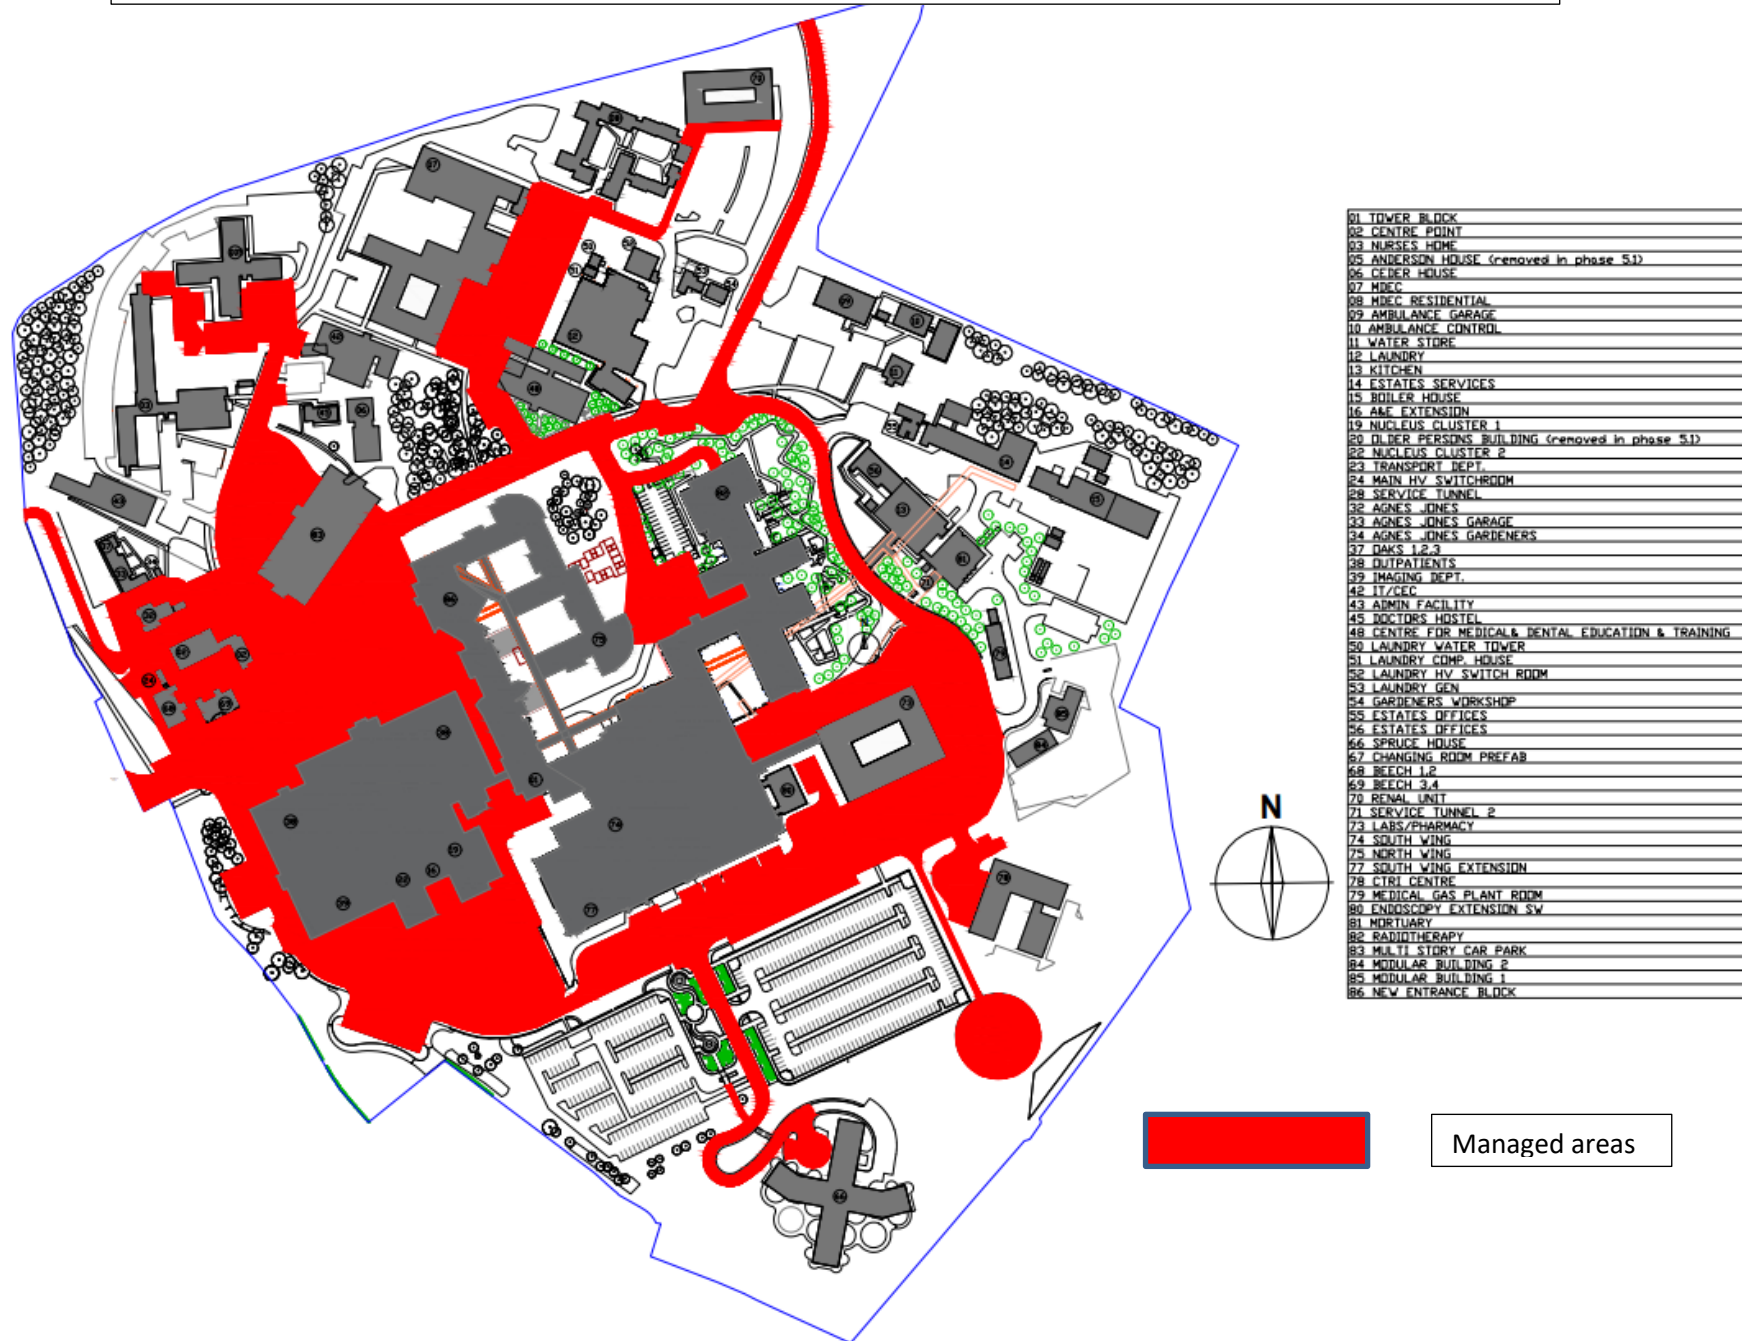 01 TOWER BLOCK
02 CENTRE POINT
03 NURSES HOME
05 ANDERSON HOUSE (removed in phase 5.1)
06 CEDER HOUSE
07 MDEC
08 MDEC RESIDENTIAL
09 AMBULANCE GARAGE
10 AMBULANCE CONTROL
11 WATER STORE
12 LAUNDRY
13 KITCHEN
14 ESTATES SERVICES
15 BOILER HOUSE
16 A&E EXTENSION
19 NUCLEUS CLUSTER 1
20 OLDER PERSONS BUILDING (removed in phase 5.1)
22 NUCLEUS CLUSTER 2
23 TRANSPORT DEPT.
24 MAIN HV SWITCHROOM
28 SERVICE TUNNEL
32 AGNES JONES
33 AGNES JONES GARAGE
34 AGNES JONES GARDENERS
37 OAKS 1,2,3
38 OUTPATIENTS
39 IMAGING DEPT.
42 IT/CEC
43 ADMIN FACILITY
45 DOCTORS HOSTEL
48 CENTRE FOR MEDICAL& DENTAL EDUCATION & TRAINING
50 LAUNDRY WATER TOWER
51 LAUNDRY COMP. HOUSE
52 LAUNDRY HV SWITCH ROOM
53 LAUNDRY GEN
54 GARDENERS WORKSHOP
55 ESTATES OFFICES
56 ESTATES OFFICES
66 SPRUCE HOUSE
67 CHANGING ROOM PREFAB
68 BEECH 1,2
69 BEECH 3,4
70 RENAL UNIT
71 SERVICE TUNNEL 2
73 LABS/PHARMACY
74 SOUTH WING
75 NORTH WING
77 SOUTH WING EXTENSION
78 CTRI CENTRE
79 MEDICAL GAS PLANT ROOM
80 ENDOSCOPY EXTENSION SW
81 MORTUARY
82 RADIOTHERAPY
83 MULTI STORY CAR PARK
84 MODULAR BUILDING 2
85 MODULAR BUILDING 1
86 NEW ENTRANCE BLOCK
N
Managed areas